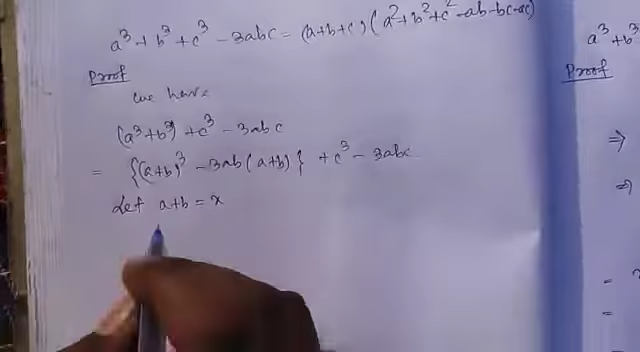 a³ + b³ + c³ - 3abc = (a+b+c) (a²+b²+c²-ab-bc-ac)
Proof
we have
(a³+b³) + c³ - 3abc
= {(a+b)³ - 3ab(a+b)} + c³ - 3abc
Let a+b = x
a³ + b³
Proof
⇒
⇒
=
=